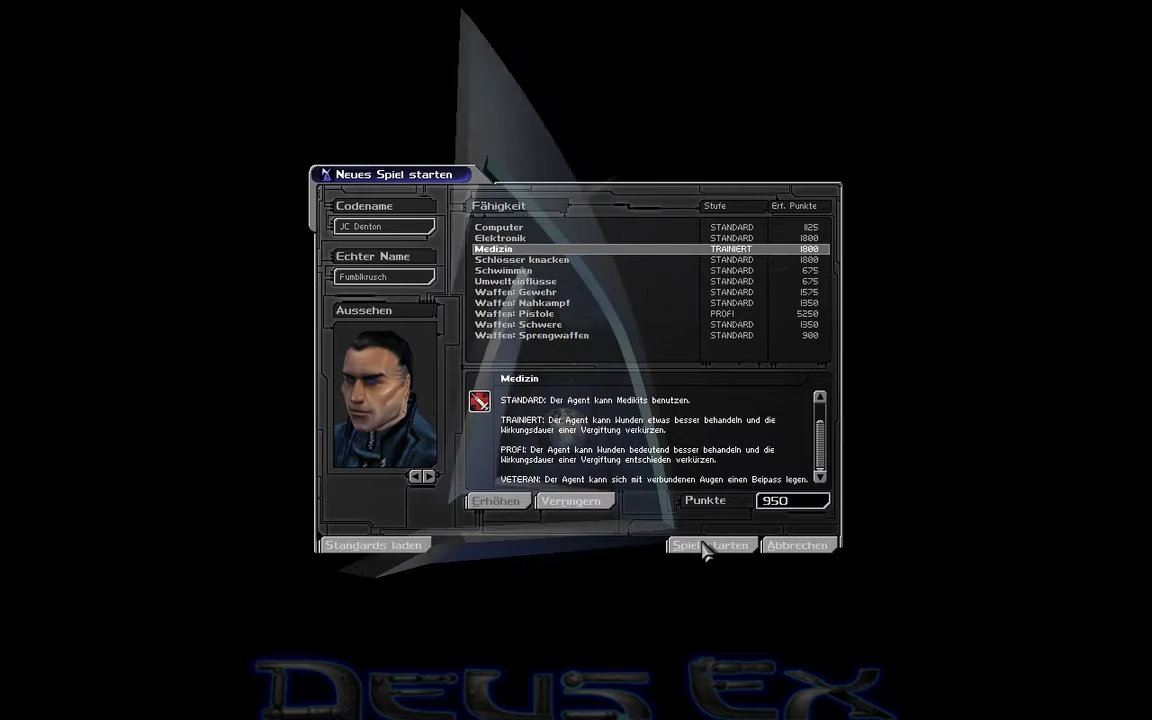 Neues Spiel starten
Codename
JC Denton
Echter Name
Fumblkrusch
Aussehen
Fähigkeit Stufe Erf. Punkte
Computer STANDARD 1125
Elektronik STANDARD 1800
Medizin TRAINIERT 1800
Schlösser knacken STANDARD 1800
Schwimmen STANDARD 675
Umwelteinflüsse STANDARD 675
Waffen: Gewehr STANDARD 1575
Waffen: Nahkampf STANDARD 1350
Waffen: Pistole PROFI 5250
Waffen: Schwere STANDARD 1350
Waffen: Sprengwaffen STANDARD 900
Medizin
STANDARD: Der Agent kann Medikits benutzen.
TRAINIERT: Der Agent kann Wunden etwas besser behandeln und die
Wirkungsdauer einer Vergiftung verkürzen.
PROFI: Der Agent kann Wunden bedeutend besser behandeln und die
Wirkungsdauer einer Vergiftung entschieden verkürzen.
VETERAN: Der Agent kann sich mit verbundenen Augen einen Beipass legen.
Erhöhen Verringern Punkte 950
Standards laden Spiel starten Abbrechen
Deus Ex